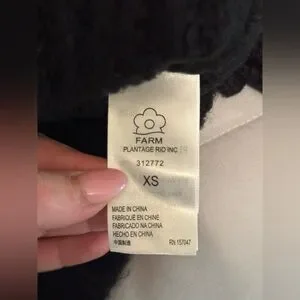 FARM
PLANTAGE RIO INC
312772
XS
MADE IN CHINA
FABRIQUÉ EN CHINE
FABRICADO NA CHINA
HECHO EN CHINA
中国制造
RN 157047